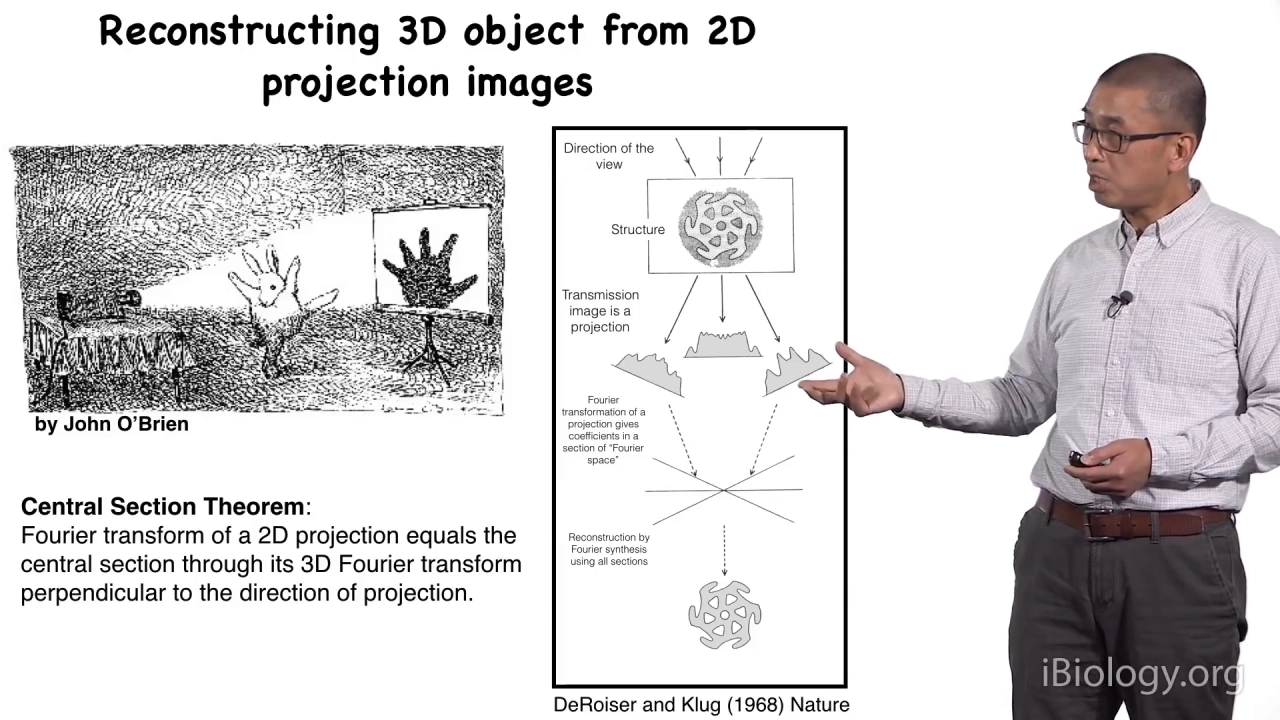 Reconstructing 3D object from 2D
projection images
by John O’Brien
Central Section Theorem:
Fourier transform of a 2D projection equals the
central section through its 3D Fourier transform
perpendicular to the direction of projection.
Direction of the
view
Structure
Transmission
image is a
projection
Fourier
transformation of a
projection gives
coefficients in a
section of “Fourier
space”
Reconstruction by
Fourier synthesis
using all sections
DeRoiser and Klug (1968) Nature
iBiology.org